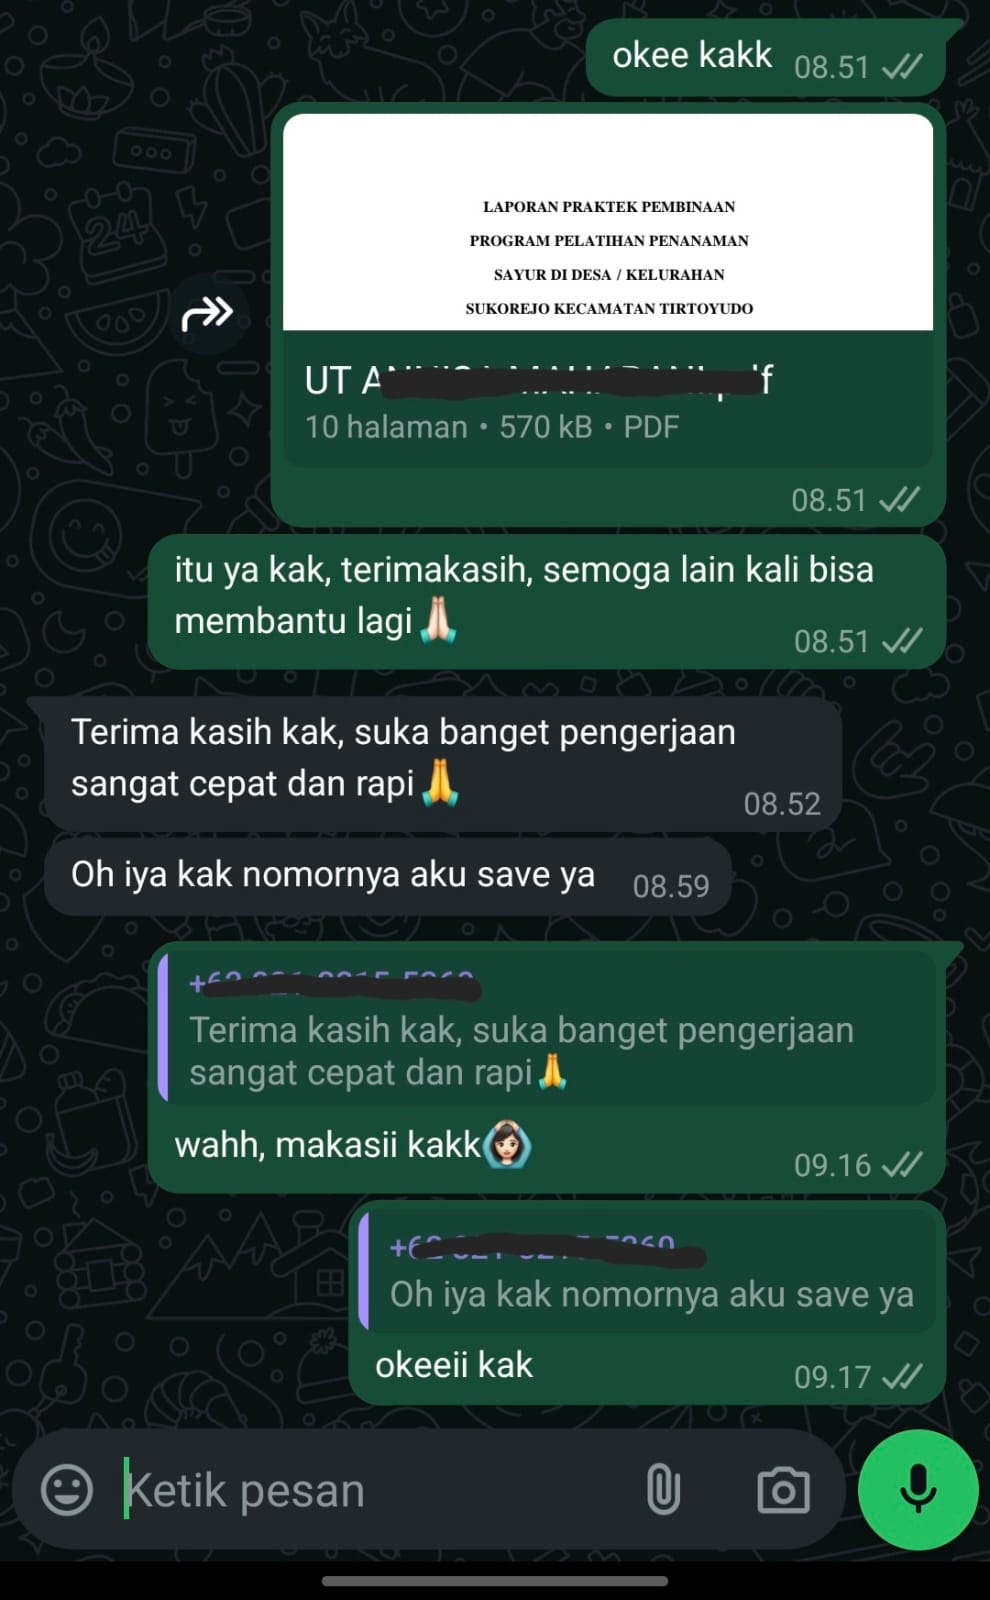 okee kakk 08.51
LAPORAN PRAKTEK PEMBINAAN
PROGRAM PELATIHAN PENANAMAN
SAYUR DI DESA / KELURAHAN
SUKOREJO KECAMATAN TIRTOYUDO
UT
10 halaman • 570 kB • PDF
08.51
itu ya kak, terimakasih, semoga lain kali bisa
membantu lagi🙏🏻
08.51
Terima kasih kak, suka banget pengerjaan
sangat cepat dan rapi🙏
08.52
Oh iya kak nomornya aku save ya 08.59
Terima kasih kak, suka banget pengerjaan
sangat cepat dan rapi🙏
wahh, makasii kakk🙆🏻‍♀️
09.16
Oh iya kak nomornya aku save ya
okeeii kak 09.17
Ketik pesan